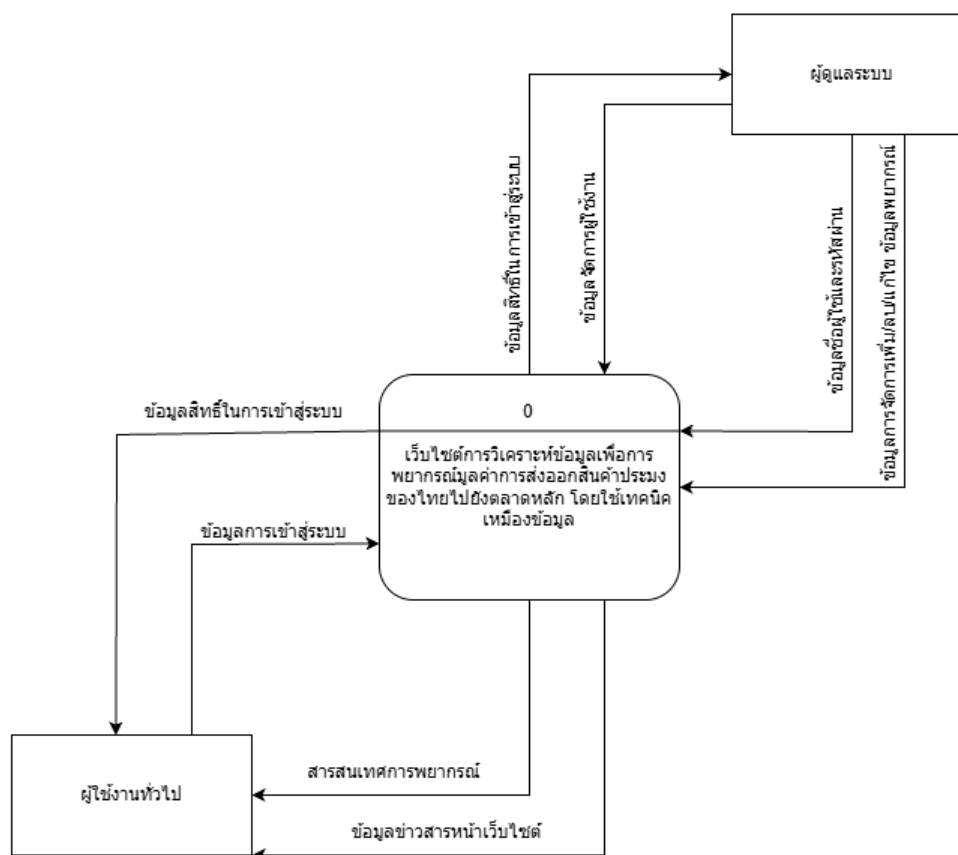 ผู้ดูแลระบบ
ข้อมูลสิทธิ์ในการเข้าสู่ระบบ
ข้อมูลจัดการผู้ใช้งาน
ข้อมูลชื่อผู้ใช้และรหัสผ่าน
ข้อมูลการจัดการเพิ่ม/ลบ/แก้ไข ข้อมูลพยากรณ์
0
เว็บไซต์การวิเคราะห์ข้อมูลเพื่อการ
พยากรณ์มูลค่าการส่งออกสินค้าประมง
ของไทยไปยังตลาดหลัก โดยใช้เทคนิค
เหมืองข้อมูล
ข้อมูลสิทธิ์ในการเข้าสู่ระบบ
ข้อมูลการเข้าสู่ระบบ
ผู้ใช้งานทั่วไป
สารสนเทศการพยากรณ์
ข้อมูลข่าวสารหน้าเว็บไซต์